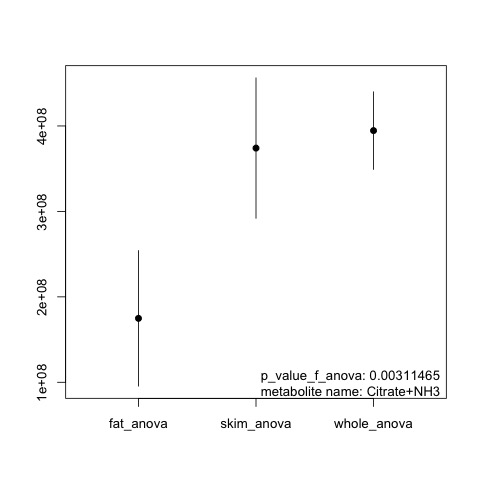 4e+08
3e+08
2e+08
1e+08
p_value_f_anova: 0.00311465
metabolite name: Citrate+NH3
fat_anova
skim_anova
whole_anova